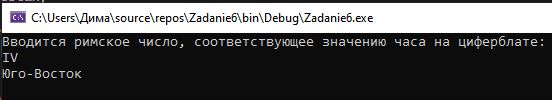 C:\Users\Дима\source\repos\Zadanie6\bin\Debug\Zadanie6.exe
Вводится римское число, соответствующее значению часа на циферблате:
IV
Юго-Восток